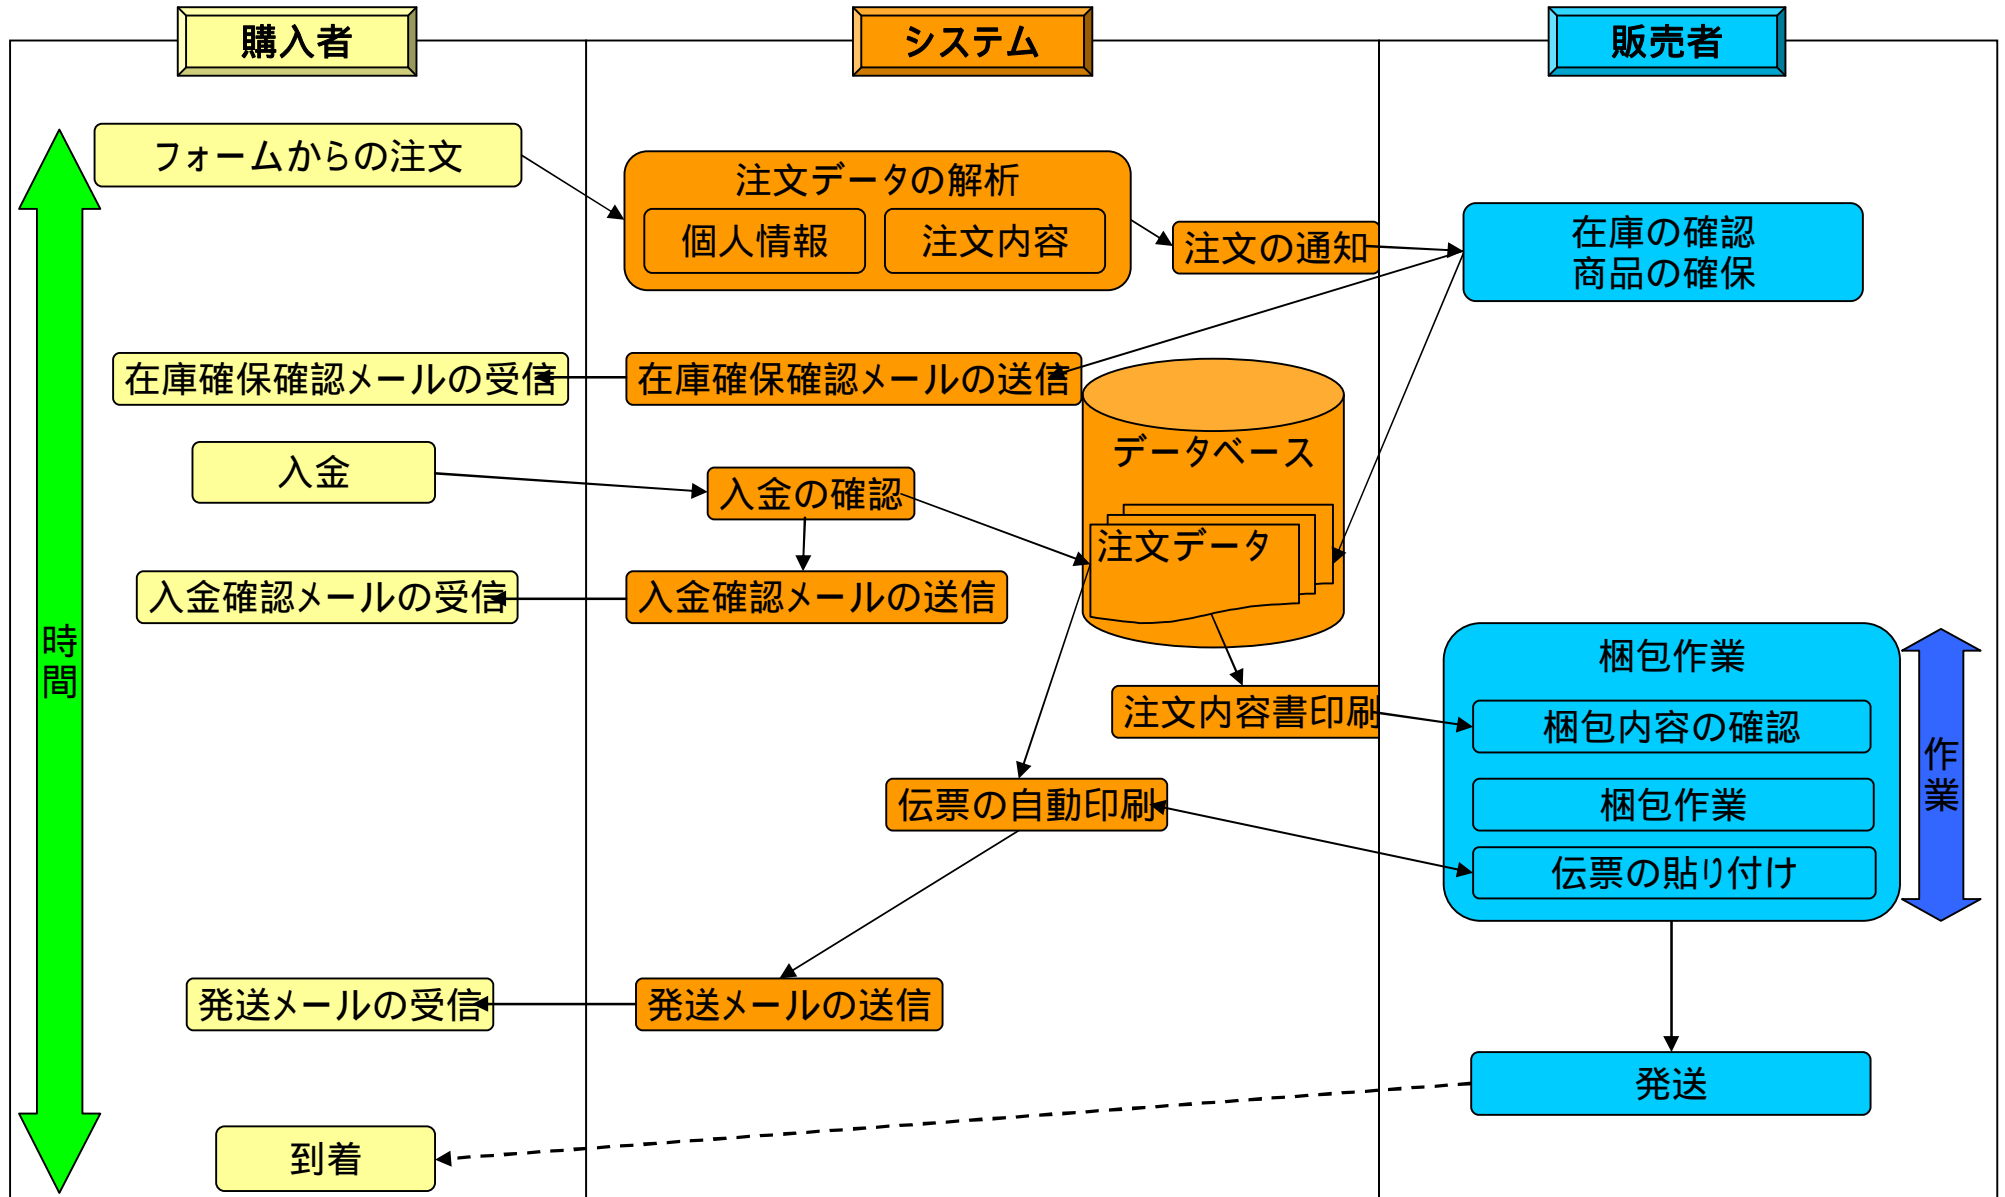 購入者
システム
販売者
フォームからの注文
注文データの解析
個人情報
注文内容
注文の通知
在庫の確認
商品の確保
在庫確保確認メールの受信
在庫確保確認メールの送信
データベース
入金
入金の確認
注文データ
入金確認メールの受信
入金確認メールの送信
時
間
梱包作業
注文内容書印刷
梱包内容の確認
作
業
伝票の自動印刷
梱包作業
伝票の貼り付け
発送メールの受信
発送メールの送信
発送
到着